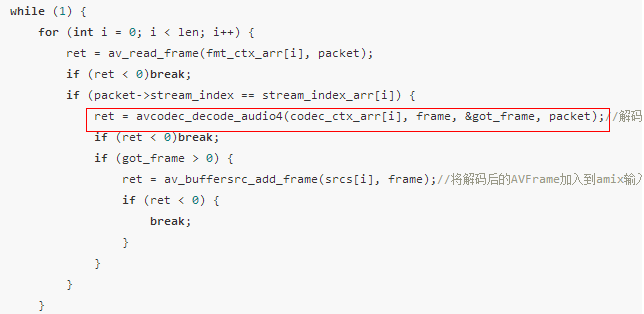 while (1) {
for (int i = 0; i < len; i++) {
ret = av_read_frame(fmt_ctx_arr[i], packet);
if (ret < 0)break;
if (packet->stream_index == stream_index_arr[i]) {
ret = avcodec_decode_audio4(codec_ctx_arr[i], frame, &got_frame, packet);//解码
if (ret < 0)break;
if (got_frame > 0) {
ret = av_buffersrc_add_frame(srcs[i], frame);//将解码后的AVFrame加入到amix输入
if (ret < 0) {
break;
}
}
}
}